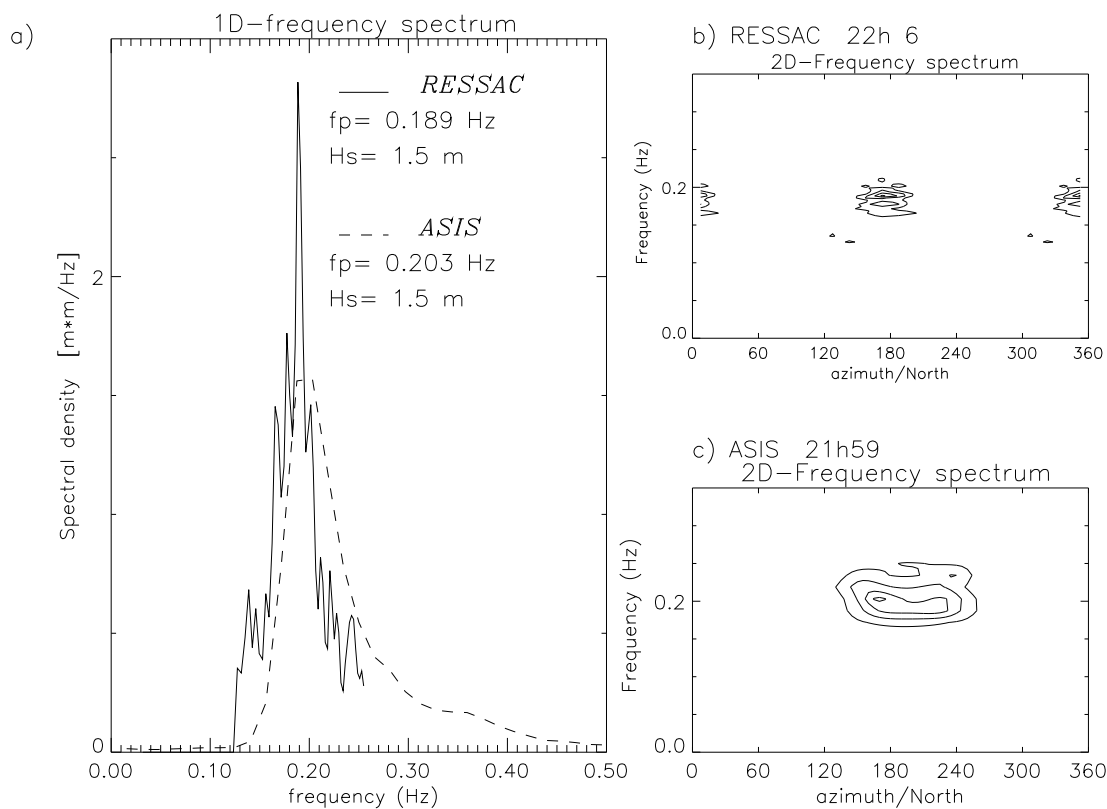 a)
1D-frequency spectrum
RESSAC
fp= 0.189 Hz
Hs= 1.5 m
ASIS
fp= 0.203 Hz
Hs= 1.5 m
Spectral density [m*m/Hz]
2
0
0.00 0.10 0.20 0.30 0.40 0.50
frequency (Hz)
b) RESSAC 22h 6
2D-Frequency spectrum
Frequency (Hz)
0.2
0.0
0 60 120 180 240 300 360
azimuth/North
c) ASIS 21h59
2D-Frequency spectrum
Frequency (Hz)
0.2
0.0
0 60 120 180 240 300 360
azimuth/North